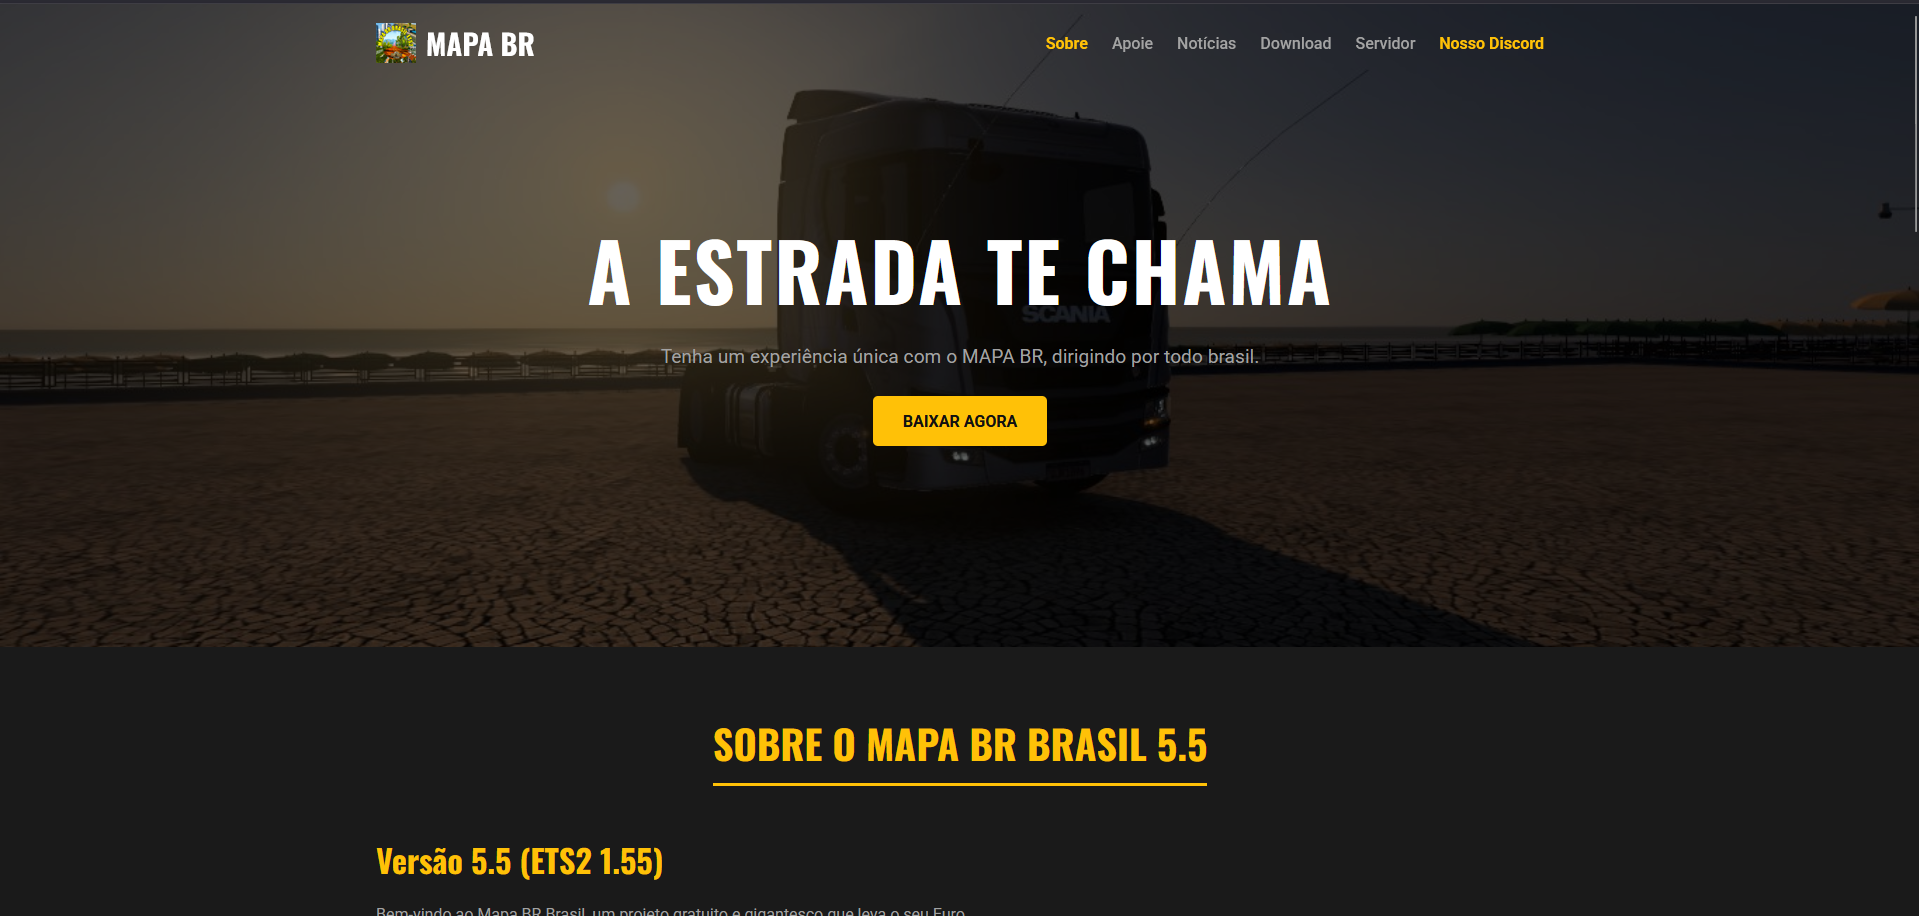 MAPA BR
Sobre Apoie Notícias Download Servidor Nosso Discord
A ESTRADA TE CHAMA
SCANIA
Tenha um experiência única com o MAPA BR, dirigindo por todo brasil.
BAIXAR AGORA
SOBRE O MAPA BR BRASIL 5.5
Versão 5.5 (ETS2 1.55)
Bem-vindo ao Mapa BR Brasil, um projeto gratuito e gigantesco que leva o seu Euro